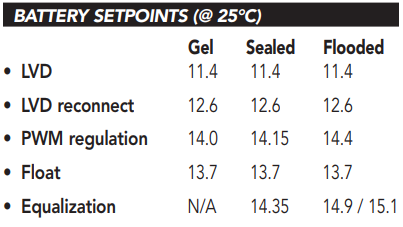 BATTERY SETPOINTS (@ 25°C)
Gel Sealed Flooded
• LVD 11.4 11.4 11.4
• LVD reconnect 12.6 12.6 12.6
• PWM regulation 14.0 14.15 14.4
• Float 13.7 13.7 13.7
• Equalization N/A 14.35 14.9 / 15.1